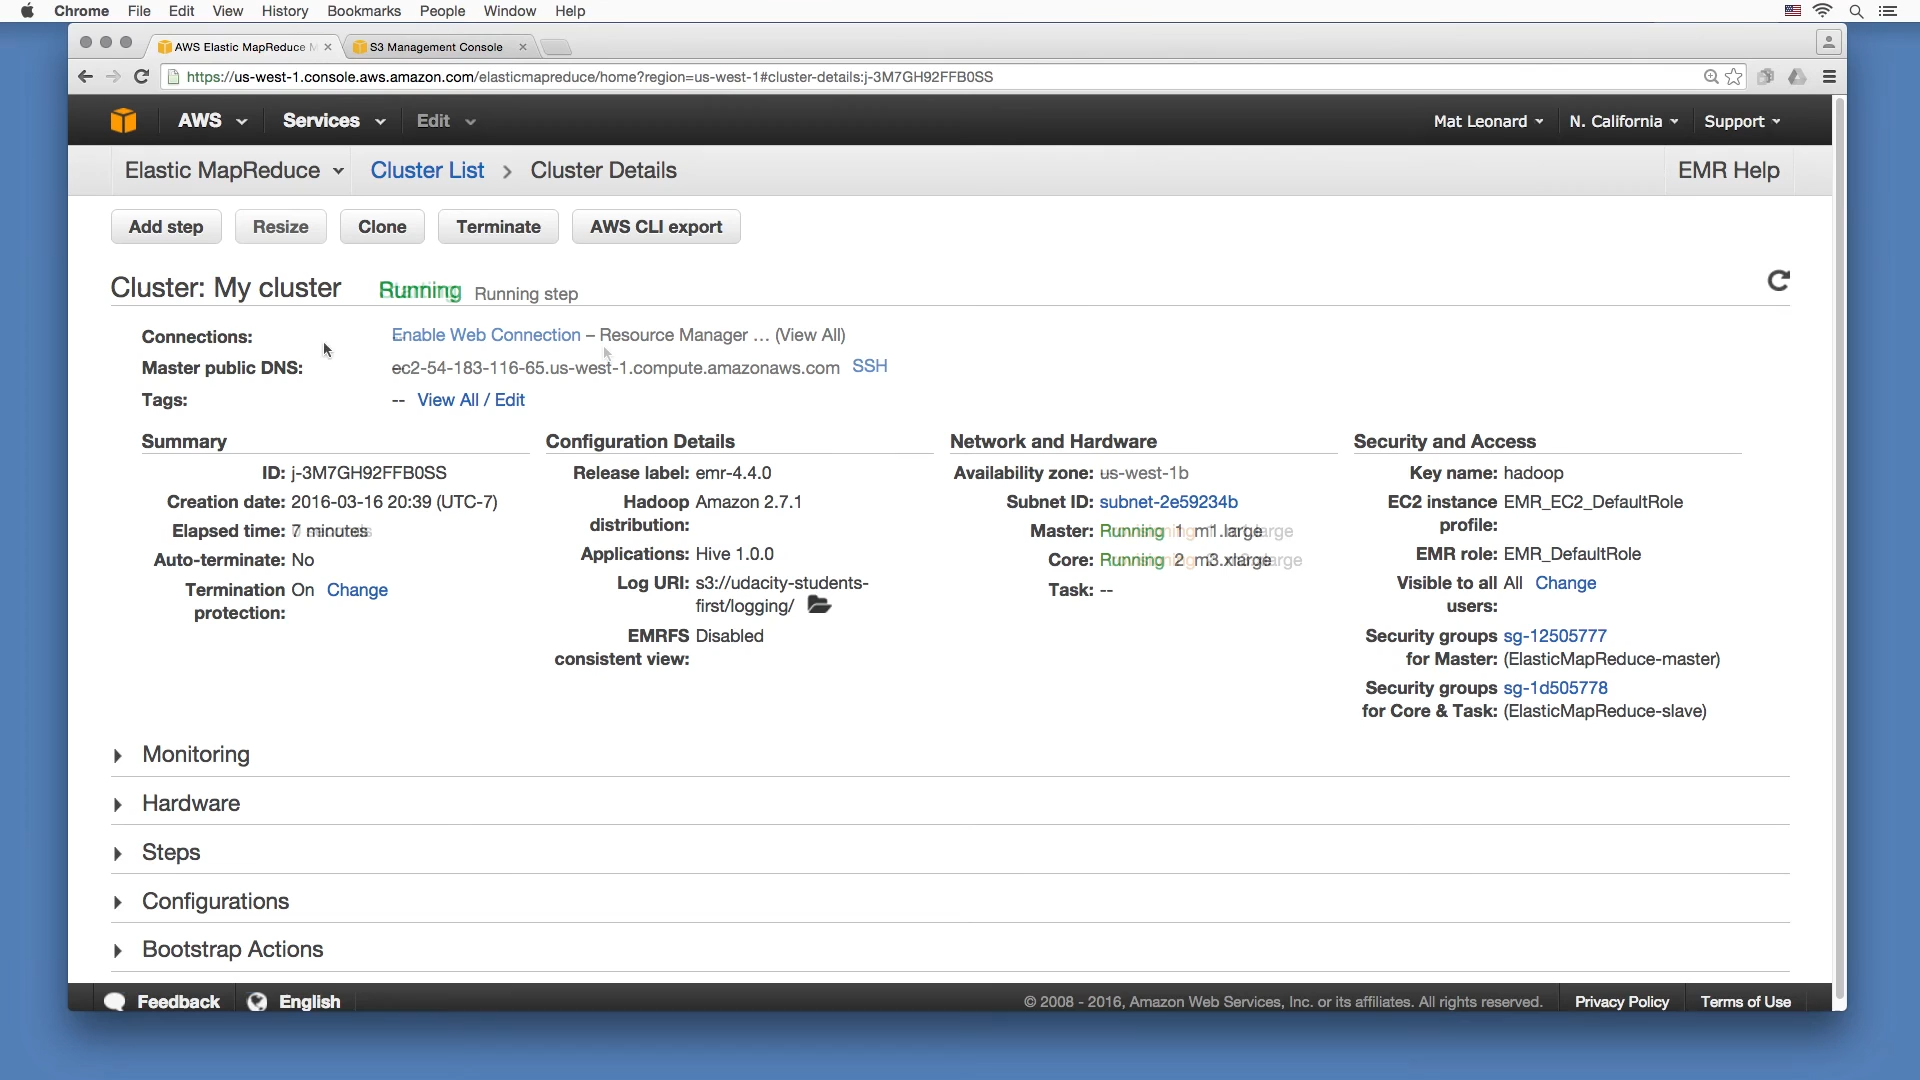 Chrome File Edit View History Bookmarks People Window Help
AWS Elastic MapReduce M S3 Management Console
https://us-west-1.console.aws.amazon.com/elasticmapreduce/home?region=us-west-1#cluster-details:j-3M7GH92FFB0SS
AWS Services Edit Mat Leonard N. California Support
Elastic MapReduce Cluster List Cluster Details EMR Help
Add step Resize Clone Terminate AWS CLI export
Cluster: My cluster Running Running step
Connections: Enable Web Connection – Resource Manager ... (View All)
Master public DNS: ec2-54-183-116-65.us-west-1.compute.amazonaws.com SSH
Tags: -- View All / Edit
Summary
ID: j-3M7GH92FFB0SS
Creation date: 2016-03-16 20:39 (UTC-7)
Elapsed time: 7 minutes
Auto-terminate: No
Termination On Change
protection:
Configuration Details
Release label: emr-4.4.0
Hadoop Amazon 2.7.1
distribution:
Applications: Hive 1.0.0
Log URI: s3://udacity-students-
first/logging/
EMRFS Disabled
consistent view:
Network and Hardware
Availability zone: us-west-1b
Subnet ID: subnet-2e59234b
Master: Running 1 m1.large
Core: Running 2 m3.xlarge
Task: --
Security and Access
Key name: hadoop
EC2 instance EMR_EC2_DefaultRole
profile:
EMR role: EMR_DefaultRole
Visible to all All Change
users:
Security groups sg-12505777
for Master: (ElasticMapReduce-master)
Security groups sg-1d505778
for Core & Task: (ElasticMapReduce-slave)
Monitoring
Hardware
Steps
Configurations
Bootstrap Actions
Feedback English © 2008 - 2016, Amazon Web Services, Inc. or its affiliates. All rights reserved. Privacy Policy Terms of Use